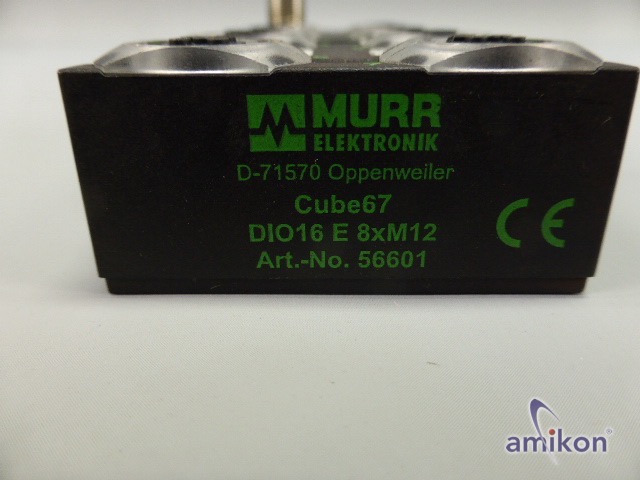 MURR
ELEKTRONIK
D-71570 Oppenweiler
Cube67
DIO16 E 8xM12
Art.-No. 56601
CE
amikon®